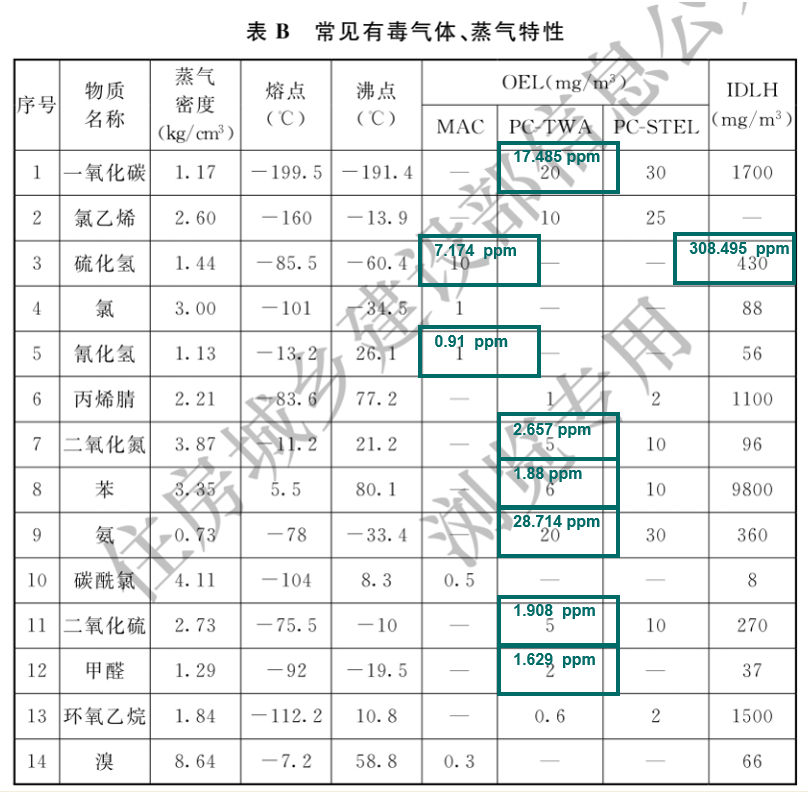 表 B 常见有毒气体、蒸气特性
序号 物质名称 蒸气密度(kg/cm³) 熔点(℃) 沸点(℃) OEL(mg/m³) IDLH(mg/m³)
MAC PC-TWA PC-STEL
17.485 ppm
1 一氧化碳 1.17 −199.5 −191.4 — 20 30 1700
2 氯乙烯 2.60 −160 −13.9 — 10 25 —
7.174 ppm 308.495 ppm
3 硫化氢 1.44 −85.5 −60.4 10 — — 430
4 氯 3.00 −101 −34.5 1 — — 88
0.91 ppm
5 氰化氢 1.13 −13.2 26.1 1 — — 56
6 丙烯腈 2.21 −83.6 77.2 — 1 2 1100
2.657 ppm
7 二氧化氮 3.87 −11.2 21.2 — 5 10 96
1.88 ppm
8 苯 3.35 5.5 80.1 — 6 10 9800
28.714 ppm
9 氨 0.73 −78 −33.4 — 20 30 360
10 碳酰氯 4.11 −104 8.3 0.5 — — 8
1.908 ppm
11 二氧化硫 2.73 −75.5 −10 — 5 10 270
1.629 ppm
12 甲醛 1.29 −92 −19.5 — 2 — 37
13 环氧乙烷 1.84 −112.2 10.8 — 0.6 2 1500
14 溴 8.64 −7.2 58.8 0.3 — — 66
住房城乡建设部信息公
浏览专用